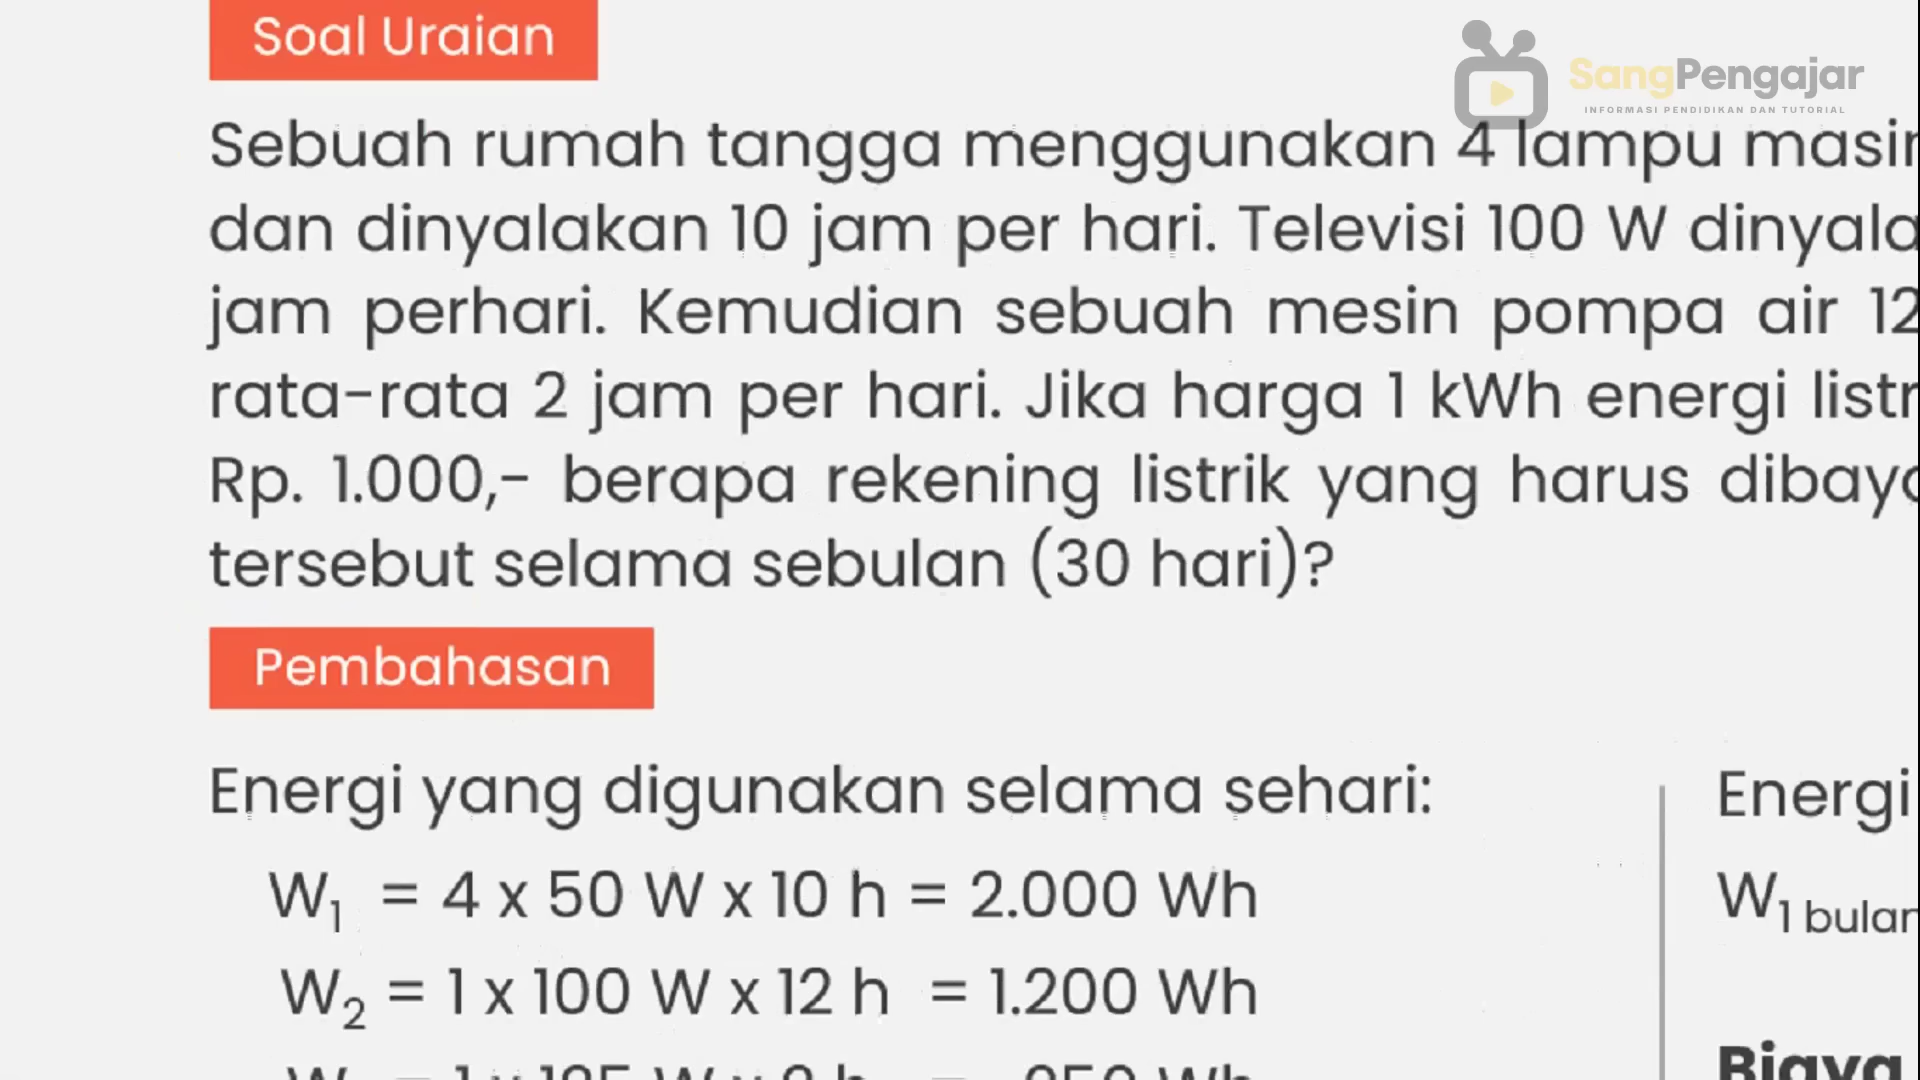 Soal Uraian
SangPengajar
INFORMASI PENDIDIKAN DAN TUTORIAL
Sebuah rumah tangga menggunakan 4 lampu
dan dinyalakan 10 jam per hari. Televisi 100 W
jam perhari. Kemudian sebuah mesin pompa air
rata-rata 2 jam per hari. Jika harga 1 kWh energi
Rp. 1.000,- berapa rekening listrik yang harus
tersebut selama sebulan (30 hari)?
Pembahasan
Energi yang digunakan selama sehari:
W1 = 4 x 50 W x 10 h = 2.000 Wh
W2 = 1 x 100 W x 12 h = 1.200 Wh
Energi
W1